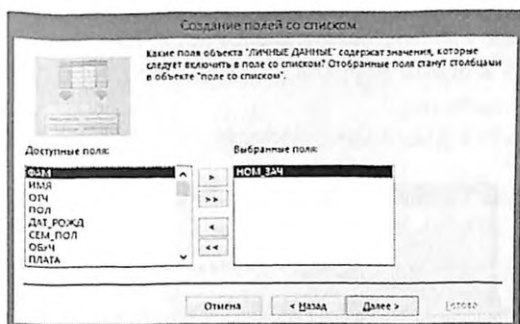 Создание полей со списком
Какие поля объекта "ЛИЧНЫЕ ДАННЫЕ" содержат значения, которые
следует включить в поле со списком? Отобранные поля станут столбцами
в объекте "поле со списком".
Доступные поля:
Выбранные поля:
ФАМ
ИМЯ
ОТЧ
ПОЛ
ДАТ_РОЖД
СЕМ_ПОЛ
ОБУЧ
ПЛАТА
>
>>
<
<<
НОМ_ЗАЧ
Отмена
< Назад
Далее >
Готово